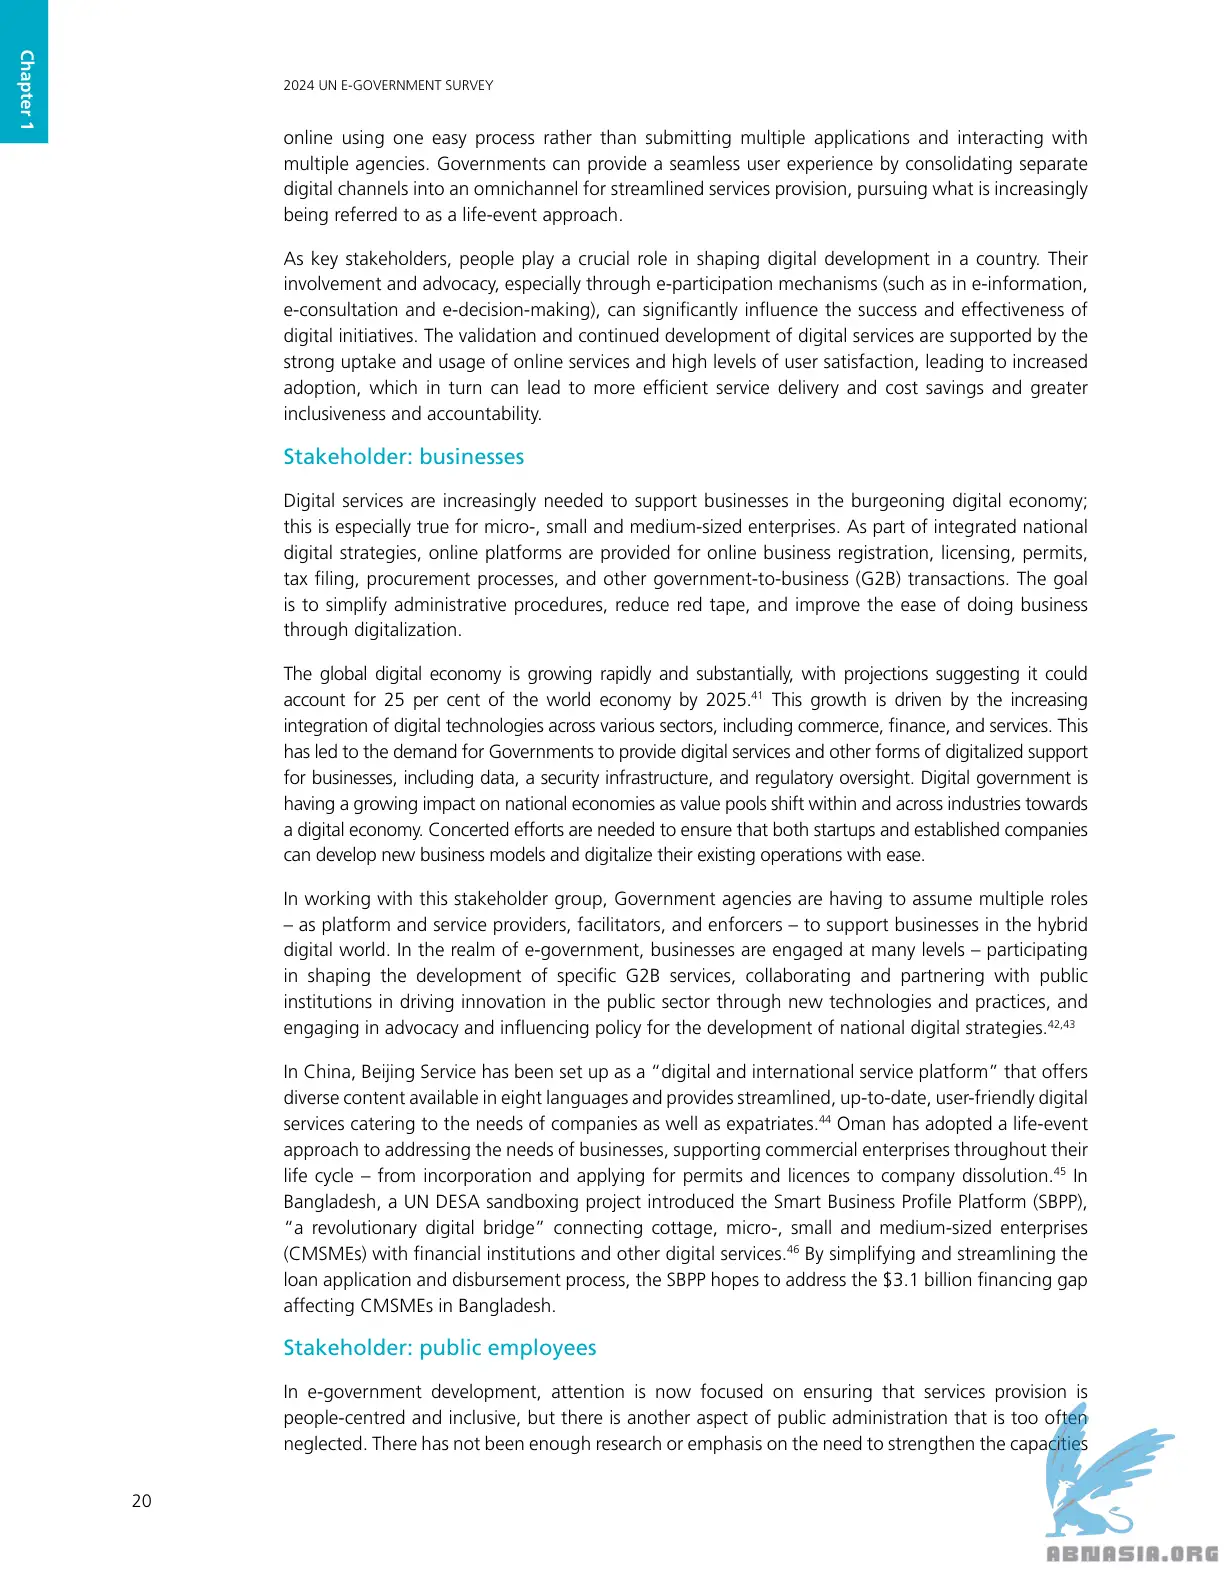 Chapter 1
2024 UN E-GOVERNMENT SURVEY
online using one easy process rather than submitting multiple applications and interacting with
multiple agencies. Governments can provide a seamless user experience by consolidating separate
digital channels into an omnichannel for streamlined services provision, pursuing what is increasingly
being referred to as a life-event approach.
As key stakeholders, people play a crucial role in shaping digital development in a country. Their
involvement and advocacy, especially through e-participation mechanisms (such as in e-information,
e-consultation and e-decision-making), can significantly influence the success and effectiveness of
digital initiatives. The validation and continued development of digital services are supported by the
strong uptake and usage of online services and high levels of user satisfaction, leading to increased
adoption, which in turn can lead to more efficient service delivery and cost savings and greater
inclusiveness and accountability.
Stakeholder: businesses
Digital services are increasingly needed to support businesses in the burgeoning digital economy;
this is especially true for micro-, small and medium-sized enterprises. As part of integrated national
digital strategies, online platforms are provided for online business registration, licensing, permits,
tax filing, procurement processes, and other government-to-business (G2B) transactions. The goal
is to simplify administrative procedures, reduce red tape, and improve the ease of doing business
through digitalization.
The global digital economy is growing rapidly and substantially, with projections suggesting it could
account for 25 per cent of the world economy by 2025.41 This growth is driven by the increasing
integration of digital technologies across various sectors, including commerce, finance, and services. This
has led to the demand for Governments to provide digital services and other forms of digitalized support
for businesses, including data, a security infrastructure, and regulatory oversight. Digital government is
having a growing impact on national economies as value pools shift within and across industries towards
a digital economy. Concerted efforts are needed to ensure that both startups and established companies
can develop new business models and digitalize their existing operations with ease.
In working with this stakeholder group, Government agencies are having to assume multiple roles
– as platform and service providers, facilitators, and enforcers – to support businesses in the hybrid
digital world. In the realm of e-government, businesses are engaged at many levels – participating
in shaping the development of specific G2B services, collaborating and partnering with public
institutions in driving innovation in the public sector through new technologies and practices, and
engaging in advocacy and influencing policy for the development of national digital strategies.42,43
In China, Beijing Service has been set up as a “digital and international service platform” that offers
diverse content available in eight languages and provides streamlined, up-to-date, user-friendly digital
services catering to the needs of companies as well as expatriates.44 Oman has adopted a life-event
approach to addressing the needs of businesses, supporting commercial enterprises throughout their
life cycle – from incorporation and applying for permits and licences to company dissolution.45 In
Bangladesh, a UN DESA sandboxing project introduced the Smart Business Profile Platform (SBPP),
“a revolutionary digital bridge” connecting cottage, micro-, small and medium-sized enterprises
(CMSMEs) with financial institutions and other digital services.46 By simplifying and streamlining the
loan application and disbursement process, the SBPP hopes to address the $3.1 billion financing gap
affecting CMSMEs in Bangladesh.
Stakeholder: public employees
In e-government development, attention is now focused on ensuring that services provision is
people-centred and inclusive, but there is another aspect of public administration that is too often
neglected. There has not been enough research or emphasis on the need to strengthen the capacities
20
ABNASIA.ORG